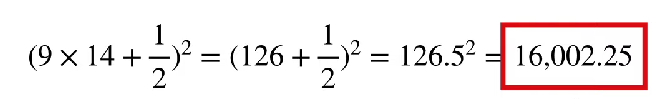 (9 × 14 + 1/2)² = (126 + 1/2)² = 126.5² = 16,002.25